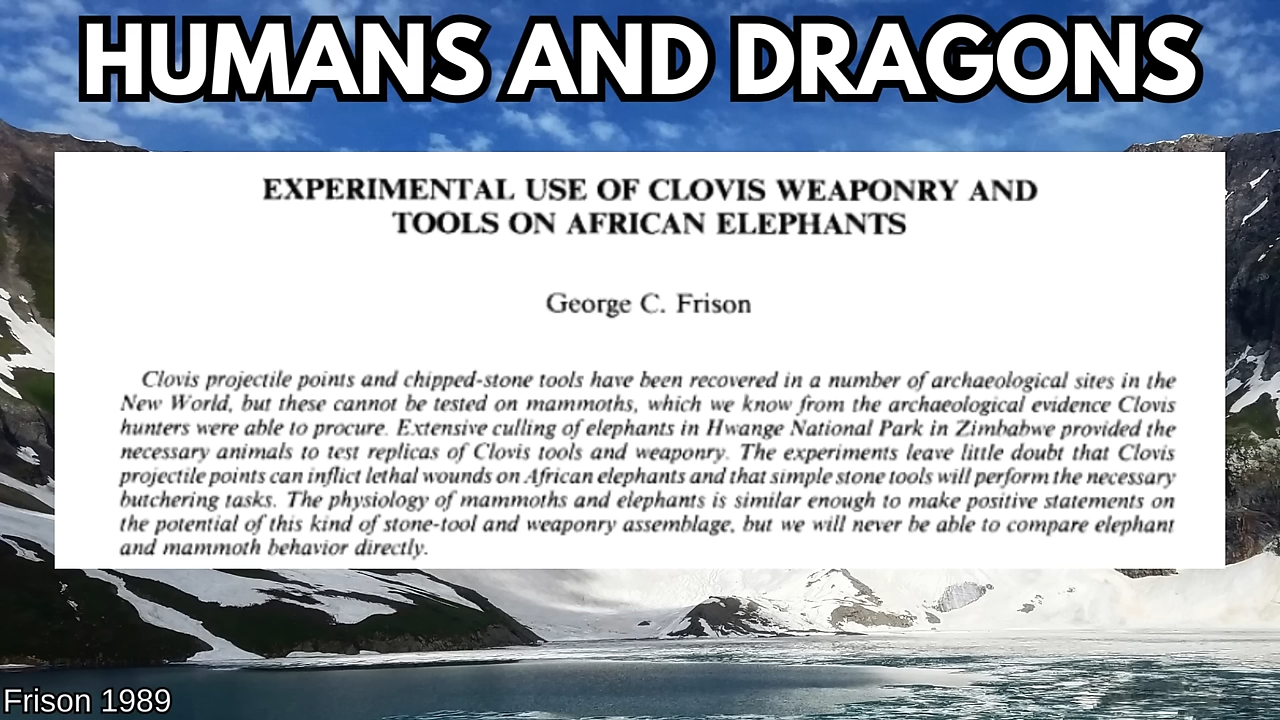 HUMANS AND DRAGONS
EXPERIMENTAL USE OF CLOVIS WEAPONRY AND
TOOLS ON AFRICAN ELEPHANTS
George C. Frison
Clovis projectile points and chipped-stone tools have been recovered in a number of archaeological sites in the
New World, but these cannot be tested on mammoths, which we know from the archaeological evidence Clovis
hunters were able to procure. Extensive culling of elephants in Hwange National Park in Zimbabwe provided the
necessary animals to test replicas of Clovis tools and weaponry. The experiments leave little doubt that Clovis
projectile points can inflict lethal wounds on African elephants and that simple stone tools will perform the necessary
butchering tasks. The physiology of mammoths and elephants is similar enough to make positive statements on
the potential of this kind of stone-tool and weaponry assemblage, but we will never be able to compare elephant
and mammoth behavior directly.
Frison 1989